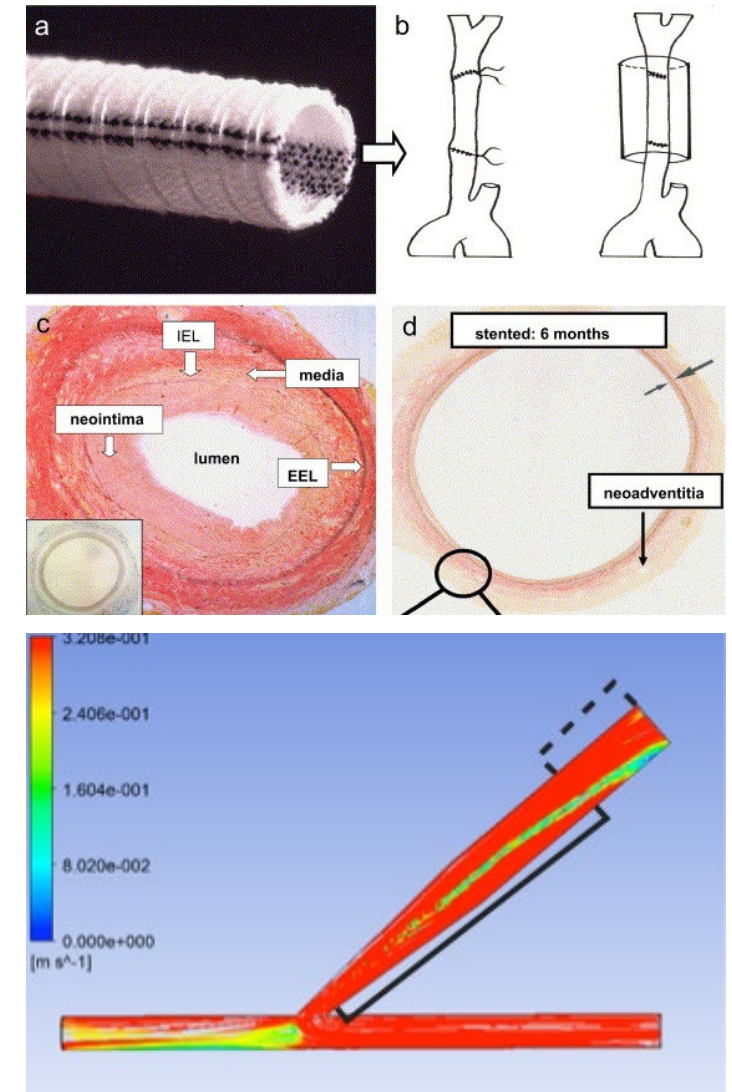 a
b
c
IEL
media
neointima
lumen
EEL
d
stented: 6 months
neoadventitia
3.208e-001
2.406e-001
1.604e-001
8.020e-002
0.000e+000
[m s^-1]